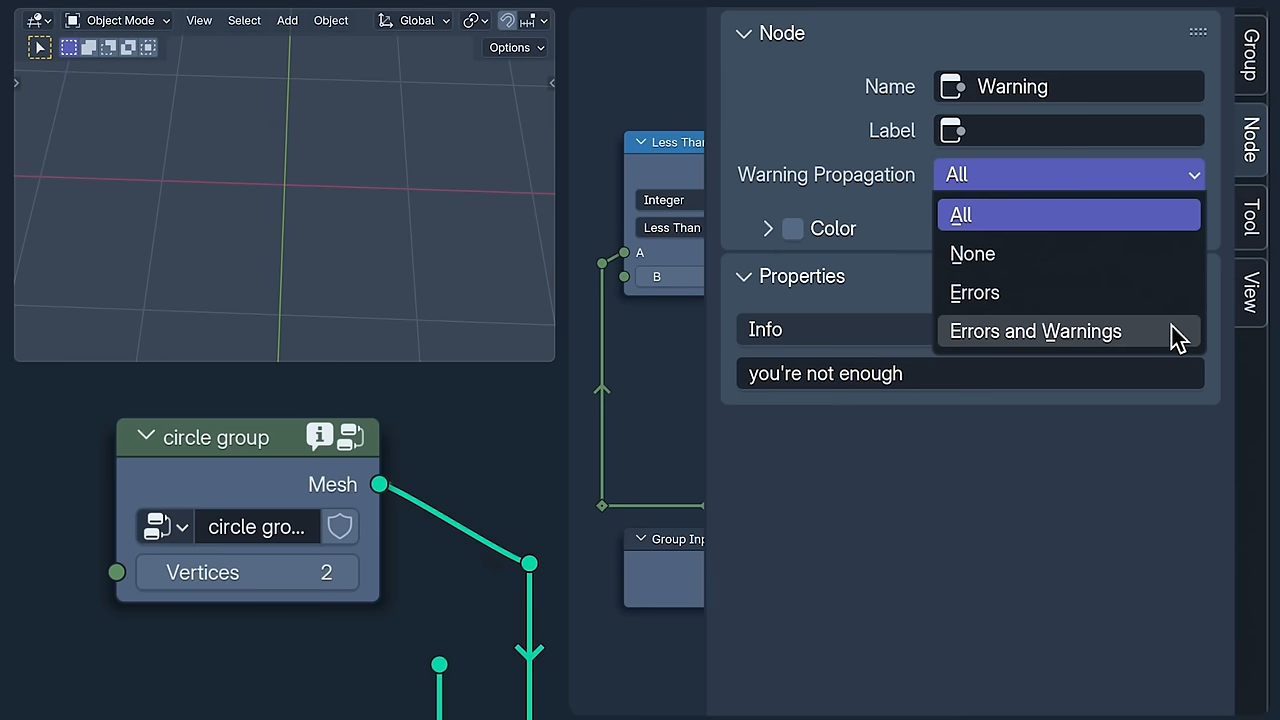 Object Mode View Select Add Object Global
Options
circle group
Mesh
circle gro...
Vertices 2
Less Than
Integer
Less Than
A
B
Group Inp
Node
Name Warning
Label
Warning Propagation All
All
None
Errors
Errors and Warnings
Color
Properties
Info
you're not enough
Group
Node
Tool
View